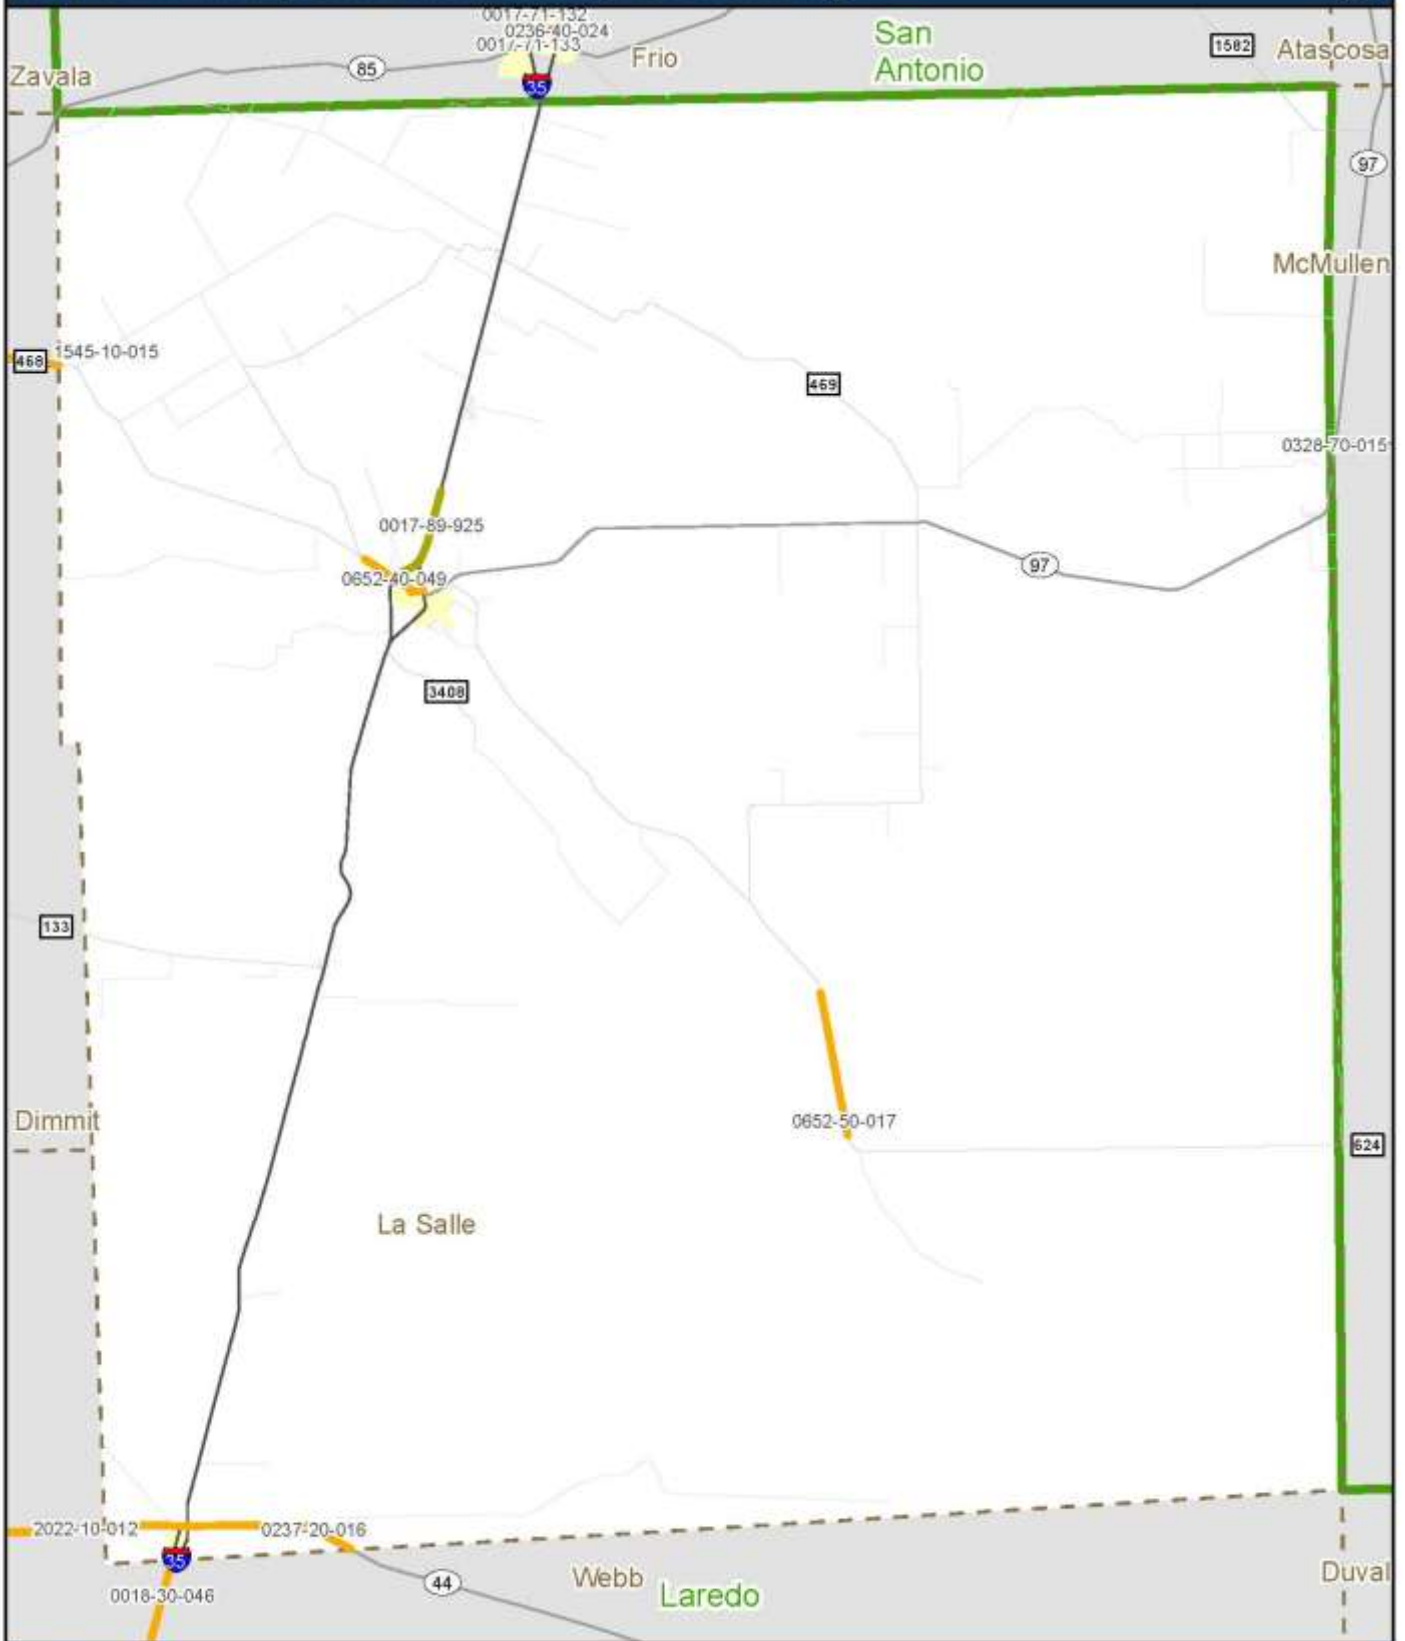 0017-71-132
0236-40-024
0017-71-133
San
Antonio
Frio
1582
Atascosa
Zavala
85
35
97
McMullen
468
1545-10-015
469
0328-70-015
0017-89-925
0652-40-049
97
3408
133
Dimmit
0652-50-017
624
La Salle
2022-10-012
0237-20-016
35
0018-30-046
44
Webb
Laredo
Duval